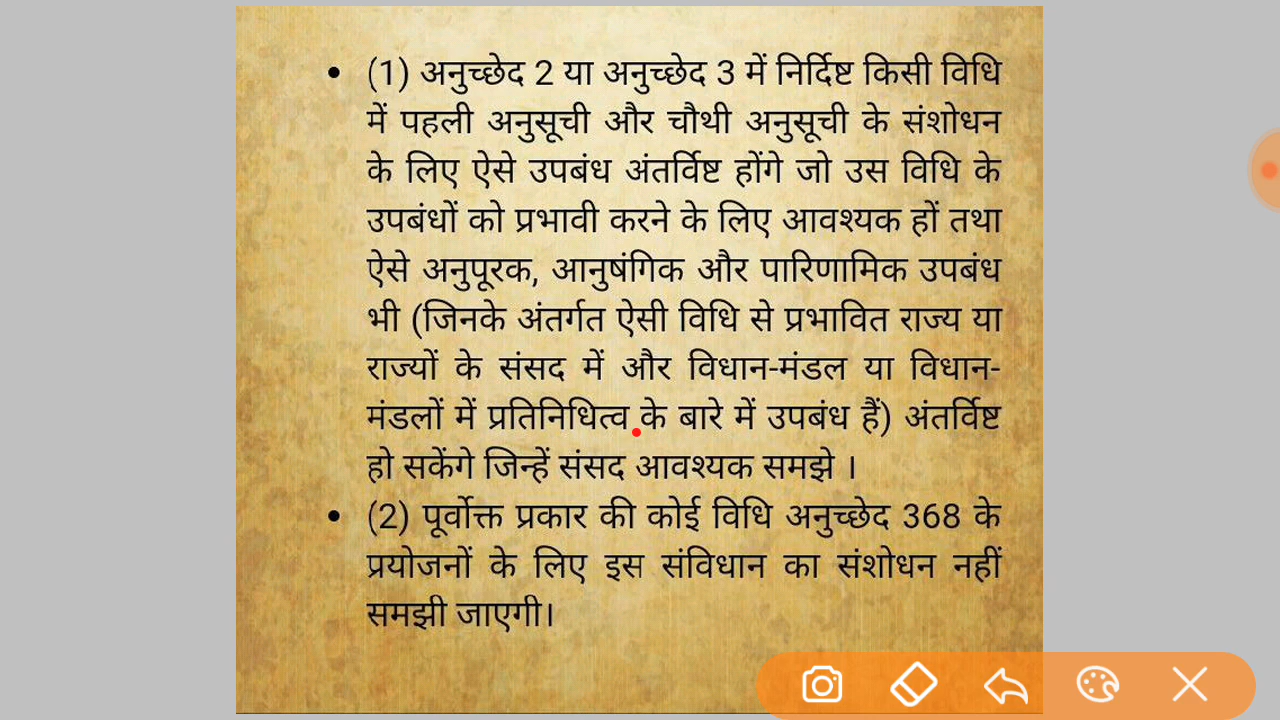 • (1) अनुच्छेद 2 या अनुच्छेद 3 में निर्दिष्ट किसी विधि
में पहली अनुसूची और चौथी अनुसूची के संशोधन
के लिए ऐसे उपबंध अंतर्विष्ट होंगे जो उस विधि के
उपबंधों को प्रभावी करने के लिए आवश्यक हों तथा
ऐसे अनुपूरक, आनुषंगिक और पारिणामिक उपबंध
भी (जिनके अंतर्गत ऐसी विधि से प्रभावित राज्य या
राज्यों के संसद में और विधान-मंडल या विधान-
मंडलों में प्रतिनिधित्व के बारे में उपबंध हैं) अंतर्विष्ट
हो सकेंगे जिन्हें संसद आवश्यक समझे ।
• (2) पूर्वोक्त प्रकार की कोई विधि अनुच्छेद 368 के
प्रयोजनों के लिए इस संविधान का संशोधन नहीं
समझी जाएगी।